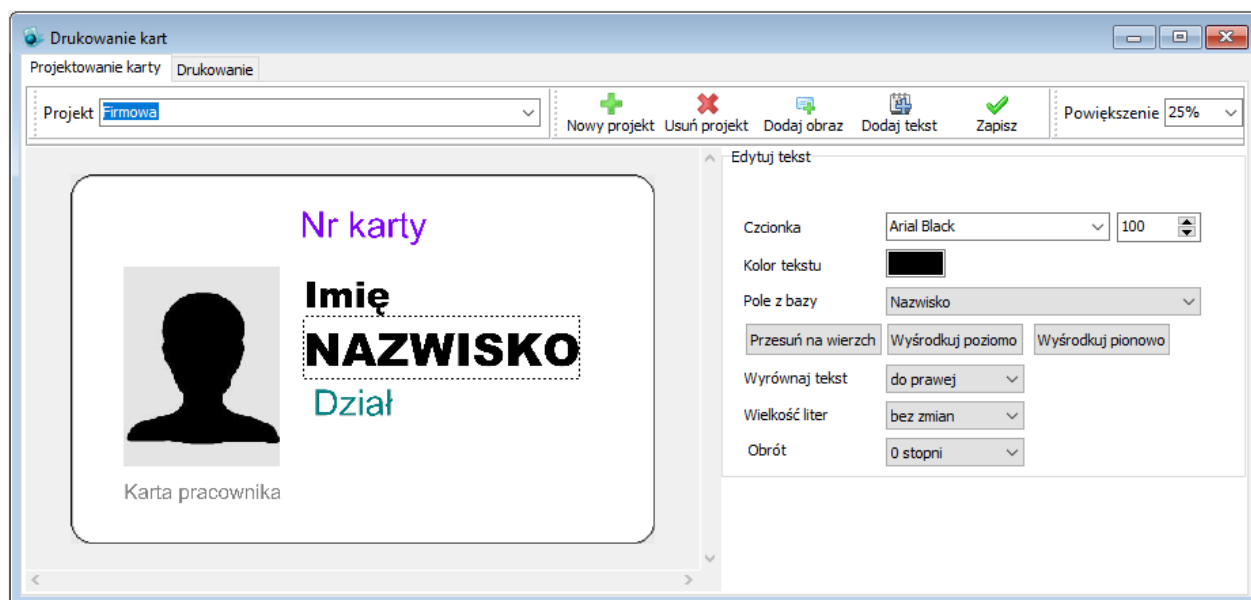 Drukowanie kart
Projektowanie karty Drukowanie
Projekt Firmowa Nowy projekt Usuń projekt Dodaj obraz Dodaj tekst Zapisz Powiększenie 25%
Edytuj tekst
Nr karty
Imię
NAZWISKO
Dział
Karta pracownika
Czcionka Arial Black 100
Kolor tekstu
Pole z bazy Nazwisko
Przesuń na wierzch Wyśrodkuj poziomo Wyśrodkuj pionowo
Wyrównaj tekst do prawej
Wielkość liter bez zmian
Obrót 0 stopni